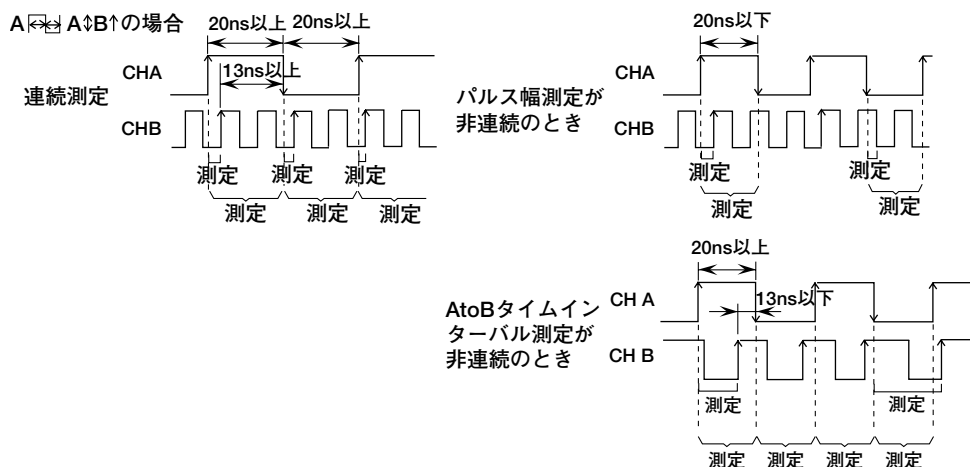 A A↕B↑の場合
20ns以上 20ns以上
13ns以上
CHA
連続測定
CHB
測定 測定 測定
測定 測定 測定
20ns以下
CHA
パルス幅測定が
非連続のとき
CHB
測定 測定
測定 測定
20ns以上
13ns以下
CH A
AtoBタイムイン
ターバル測定が
非連続のとき
CH B
測定 測定
測定 測定 測定 測定